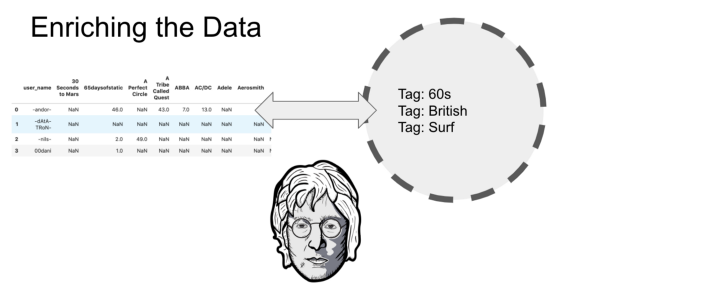 Enriching the Data
user_name 30 Seconds to Mars 65daysofstatic A Perfect Circle A Tribe Called Quest ABBA AC/DC Adele Aerosmith
0 -andor- NaN 46.0 NaN 43.0 7.0 13.0 NaN
1 -dAtA-TRoN- NaN NaN NaN NaN NaN NaN NaN NaN
2 -nils- NaN 2.0 49.0 NaN NaN NaN NaN NaN
3 00dani NaN 1.0 NaN NaN NaN NaN NaN NaN
Tag: 60s
Tag: British
Tag: Surf